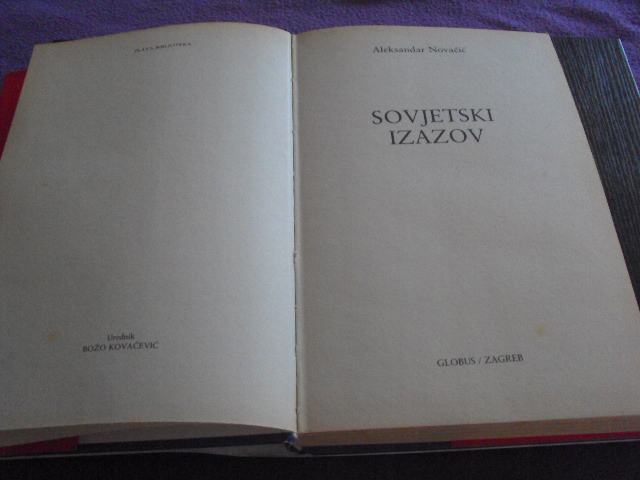 PLAVA BIBLIOTEKA
Urednik
BOŽO KOVAČEVIĆ
Aleksandar Novačić
SOVJETSKI
IZAZOV
GLOBUS / ZAGREB